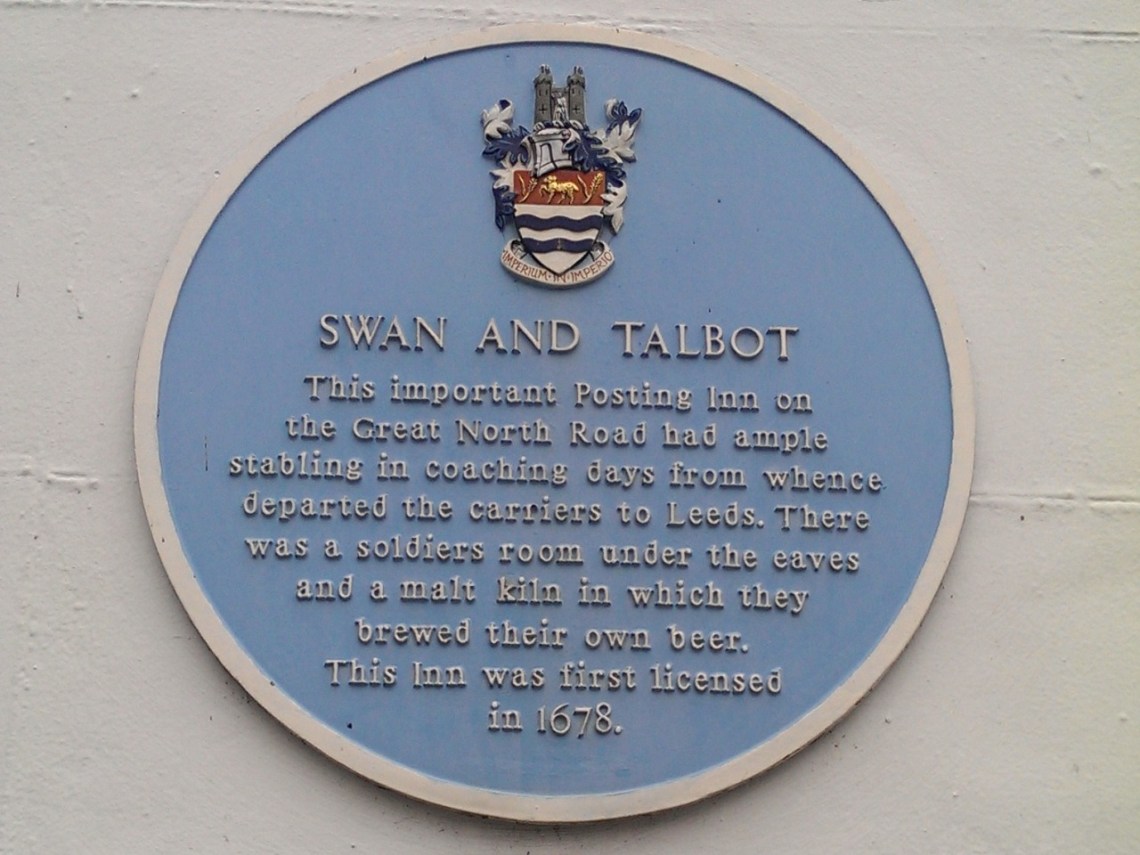 IMPERIUM·IN·IMPERIO
SWAN AND TALBOT
This important Posting Inn on
the Great North Road had ample
stabling in coaching days from whence
departed the carriers to Leeds. There
was a soldiers room under the eaves
and a malt kiln in which they
brewed their own beer.
This Inn was first licensed
in 1678.